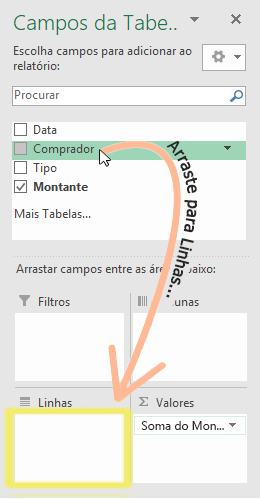 Campos da Tabe..
Escolha campos para adicionar ao
relatório:
Procurar
Data
Comprador
Tipo
Montante
Mais Tabelas...
Arraste para Linhas...
Arrastar campos entre as áre baixo:
Filtros
unas
Linhas
Σ Valores
Soma do Mon...